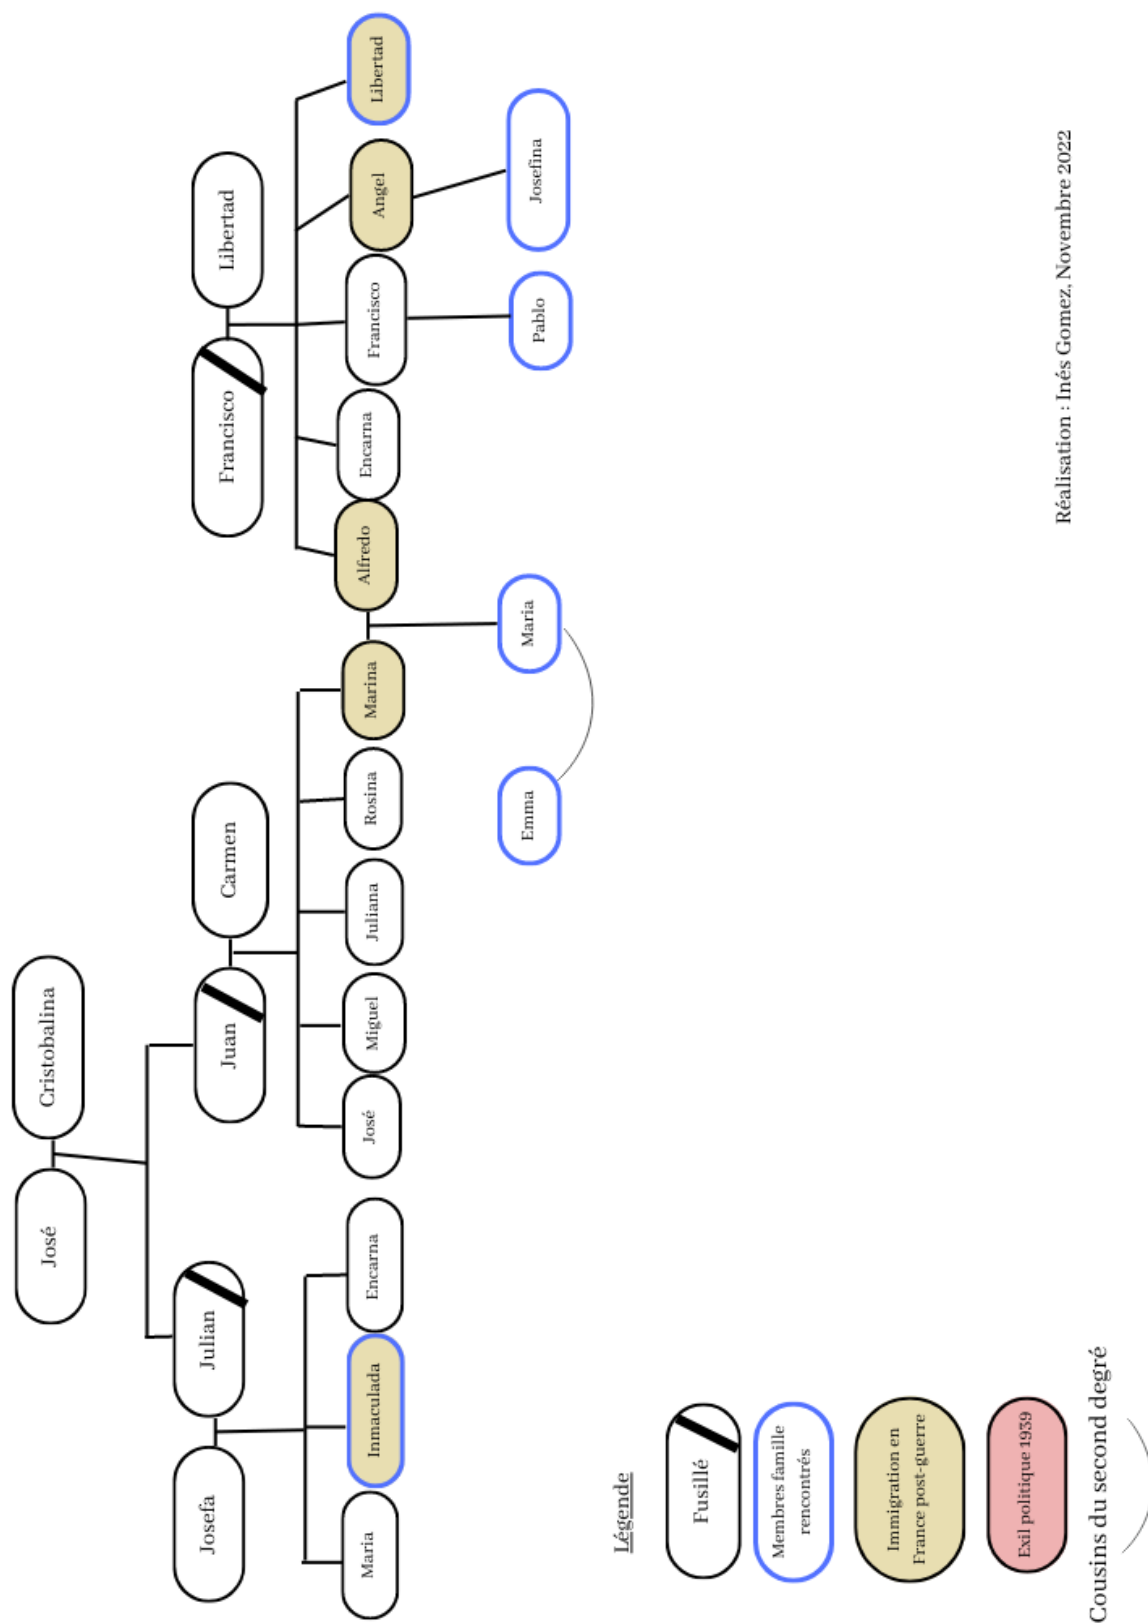 José
Cristobalina
Josefa
Julian
Juan
Carmen
Francisco
Libertad
Maria
Inmaculada
Encarna
José
Miguel
Juliana
Rosina
Marina
Alfredo
Encarna
Francisco
Angel
Libertad
Emma
Maria
Pablo
Josefina
Légende
Fusillé
Membres famille
rencontrés
Immigration en
France post-guerre
Exil politique 1939
Cousins du second degré
Réalisation : Inés Gomez, Novembre 2022